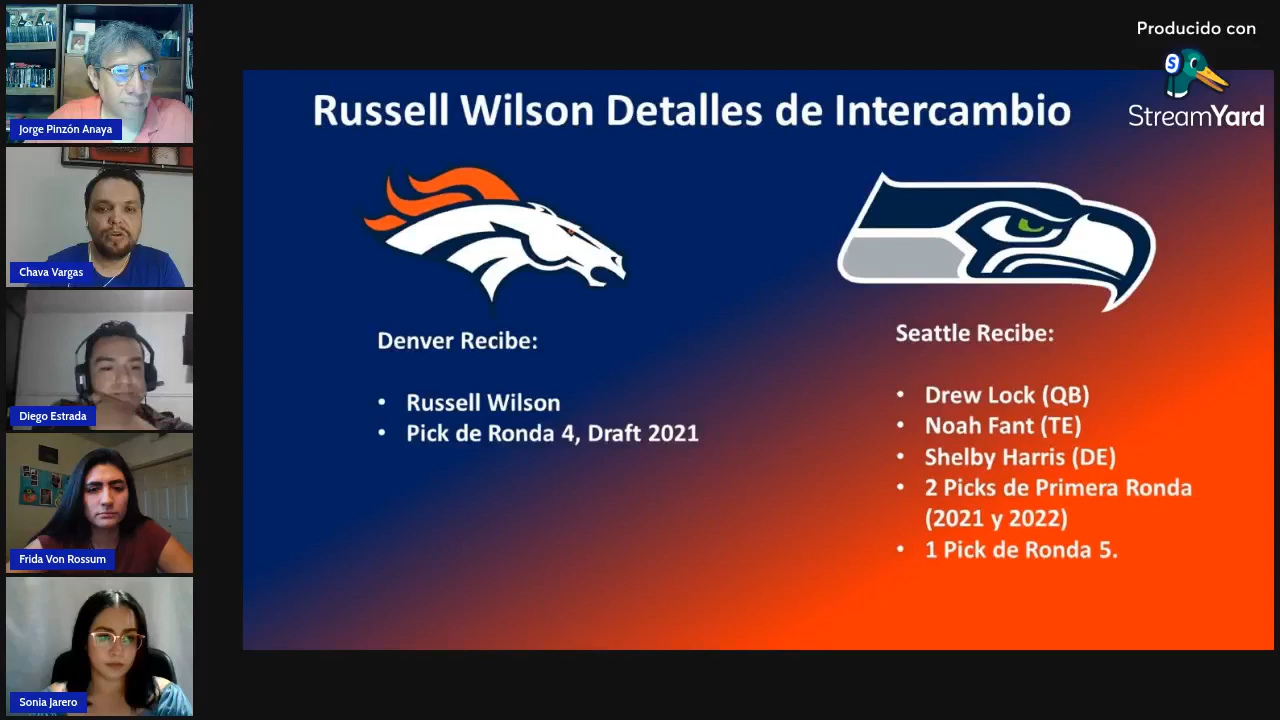 Producido con
StreamYard
Jorge Pinzón Anaya
Chava Vargas
Diego Estrada
Frida Von Rossum
Sonia Jarero
Russell Wilson Detalles de Intercambio
Denver Recibe:
• Russell Wilson
• Pick de Ronda 4, Draft 2021
Seattle Recibe:
• Drew Lock (QB)
• Noah Fant (TE)
• Shelby Harris (DE)
• 2 Picks de Primera Ronda
(2021 y 2022)
• 1 Pick de Ronda 5.